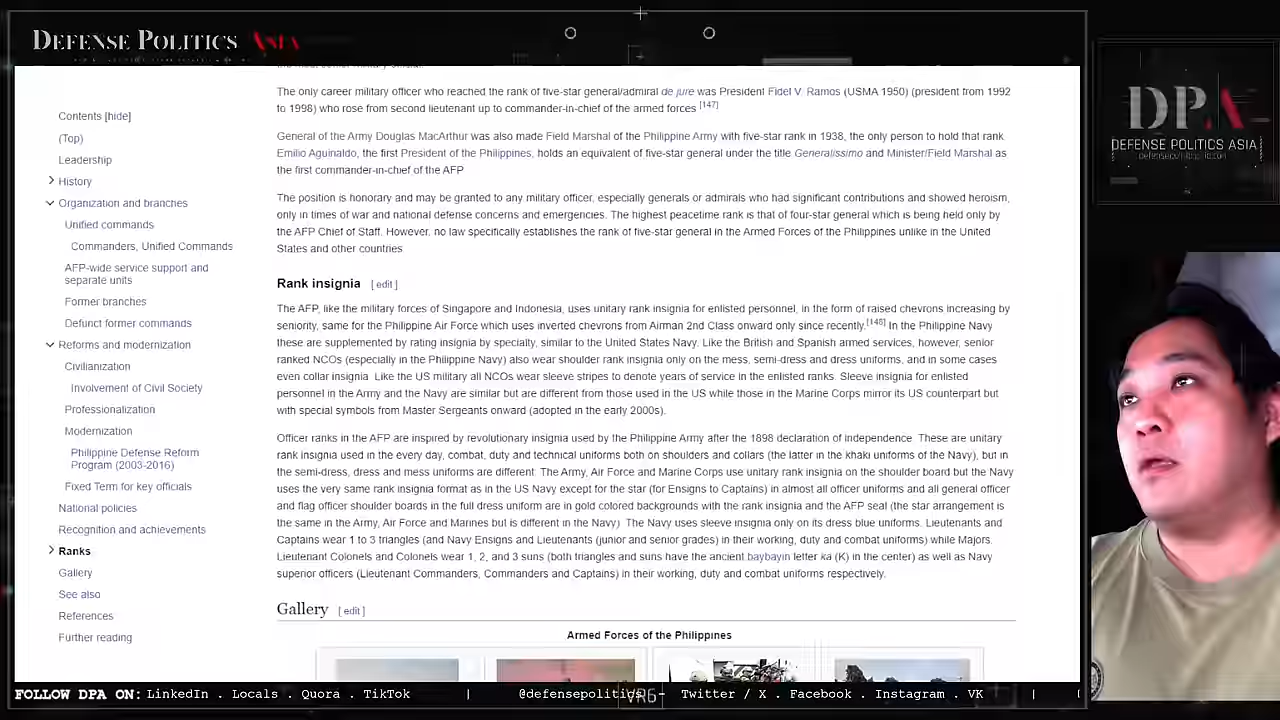 DEFENSE POLITICS ASIA
The only career military officer who reached the rank of five-star general/admiral de jure was President Fidel V. Ramos (USMA 1950) (president from 1992
to 1998) who rose from second lieutenant up to commander-in-chief of the armed forces [147]
General of the Army Douglas MacArthur was also made Field Marshal of the Philippine Army with five-star rank in 1938, the only person to hold that rank
Emilio Aguinaldo, the first President of the Philippines, holds an equivalent of five-star general under the title Generalissimo and Minister/Field Marshal as
the first commander-in-chief of the AFP
The position is honorary and may be granted to any military officer, especially generals or admirals who had significant contributions and showed heroism,
only in times of war and national defense concerns and emergencies. The highest peacetime rank is that of four-star general which is being held only by
the AFP Chief of Staff. However, no law specifically establishes the rank of five-star general in the Armed Forces of the Philippines unlike in the United
States and other countries
Rank insignia [ edit ]
The AFP, like the military forces of Singapore and Indonesia, uses unitary rank insignia for enlisted personnel, in the form of raised chevrons increasing by
seniority, same for the Philippine Air Force which uses inverted chevrons from Airman 2nd Class onward only since recently.[148] In the Philippine Navy
these are supplemented by rating insignia by specialty, similar to the United States Navy. Like the British and Spanish armed services, however, senior
ranked NCOs (especially in the Philippine Navy) also wear shoulder rank insignia only on the mess, semi-dress and dress uniforms, and in some cases
even collar insignia Like the US military all NCOs wear sleeve stripes to denote years of service in the enlisted ranks. Sleeve insignia for enlisted
personnel in the Army and the Navy are similar but are different from those used in the US while those in the Marine Corps mirror its US counterpart but
with special symbols from Master Sergeants onward (adopted in the early 2000s).
Officer ranks in the AFP are inspired by revolutionary insignia used by the Philippine Army after the 1898 declaration of independence These are unitary
rank insignia used in the every day, combat, duty and technical uniforms both on shoulders and collars (the latter in the khaki uniforms of the Navy), but in
the semi-dress, dress and mess uniforms are different The Army, Air Force and Marine Corps use unitary rank insignia on the shoulder board but the Navy
uses the very same rank insignia format as in the US Navy except for the star (for Ensigns to Captains) in almost all officer uniforms and all general officer
and flag officer shoulder boards in the full dress uniform are in gold colored backgrounds with the rank insignia and the AFP seal (the star arrangement is
the same in the Army, Air Force and Marines but is different in the Navy) The Navy uses sleeve insignia only on its dress blue uniforms. Lieutenants and
Captains wear 1 to 3 triangles (and Navy Ensigns and Lieutenants (junior and senior grades) in their working, duty and combat uniforms) while Majors.
Lieutenant Colonels and Colonels wear 1, 2, and 3 suns (both triangles and suns have the ancient baybayin letter ka (K) in the center) as well as Navy
superior officers (Lieutenant Commanders, Commanders and Captains) in their working, duty and combat uniforms respectively.
Gallery [ edit ]
Armed Forces of the Philippines
Contents [hide]
(Top)
Leadership
History
Organization and branches
Unified commands
Commanders, Unified Commands
AFP-wide service support and
separate units
Former branches
Defunct former commands
Reforms and modernization
Civilianization
Involvement of Civil Society
Professionalization
Modernization
Philippine Defense Reform
Program (2003-2016)
Fixed Term for key officials
National policies
Recognition and achievements
Ranks
Gallery
See also
References
Further reading
DPA
DEFENSE POLITICS ASIA
defensepolitics
FOLLOW DPA ON: LinkedIn . Locals . Quora . TikTok | @defensepolitics - Twitter / X . Facebook . Instagram . VK |